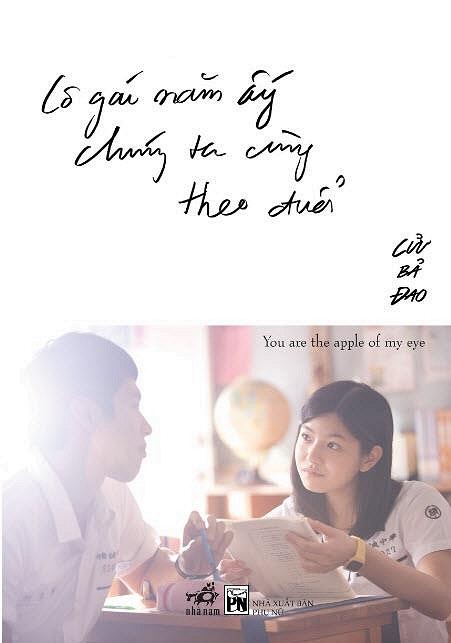 Cô gái năm ấy
chúng ta cùng
theo đuổi
CỬU
BẢ
ĐAO
You are the apple of my eye
nhã nam
PN
NHÀ XUẤT BẢN
PHỤ NỮ